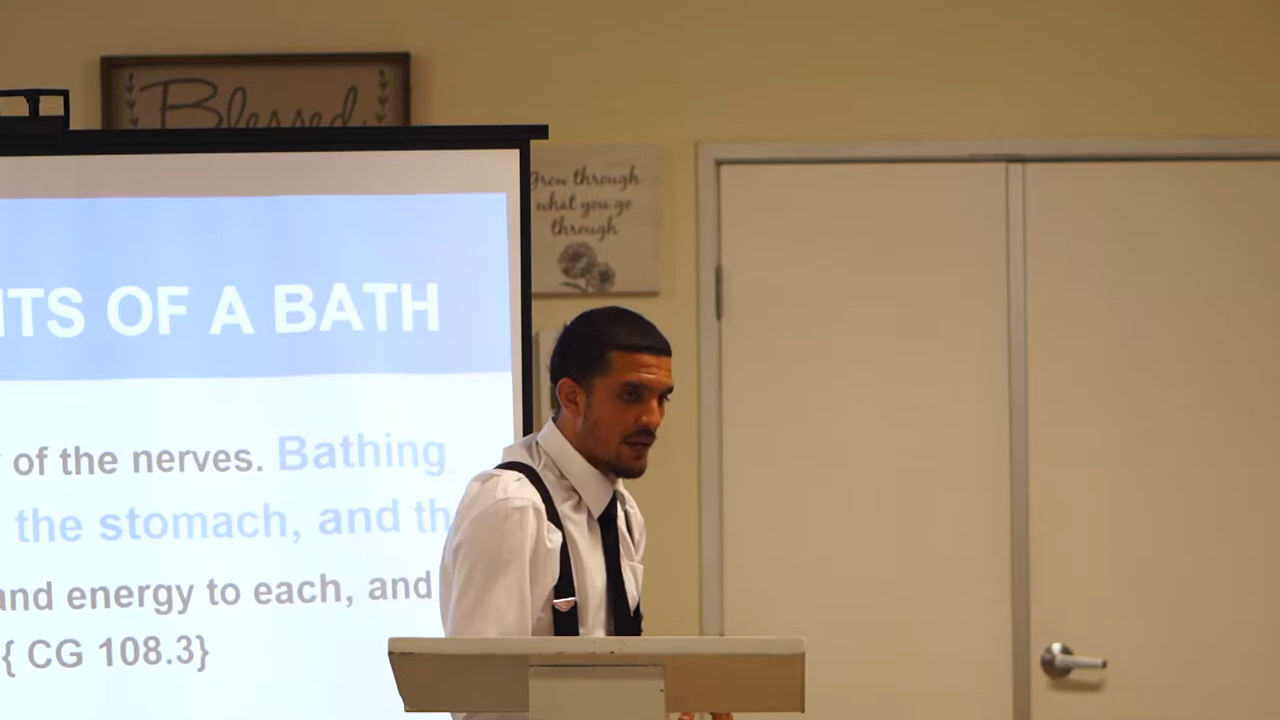 Blessed
Grow through
what you go
through
ITS OF A BATH
of the nerves. Bathing
the stomach, and th
and energy to each, and
{ CG 108.3}